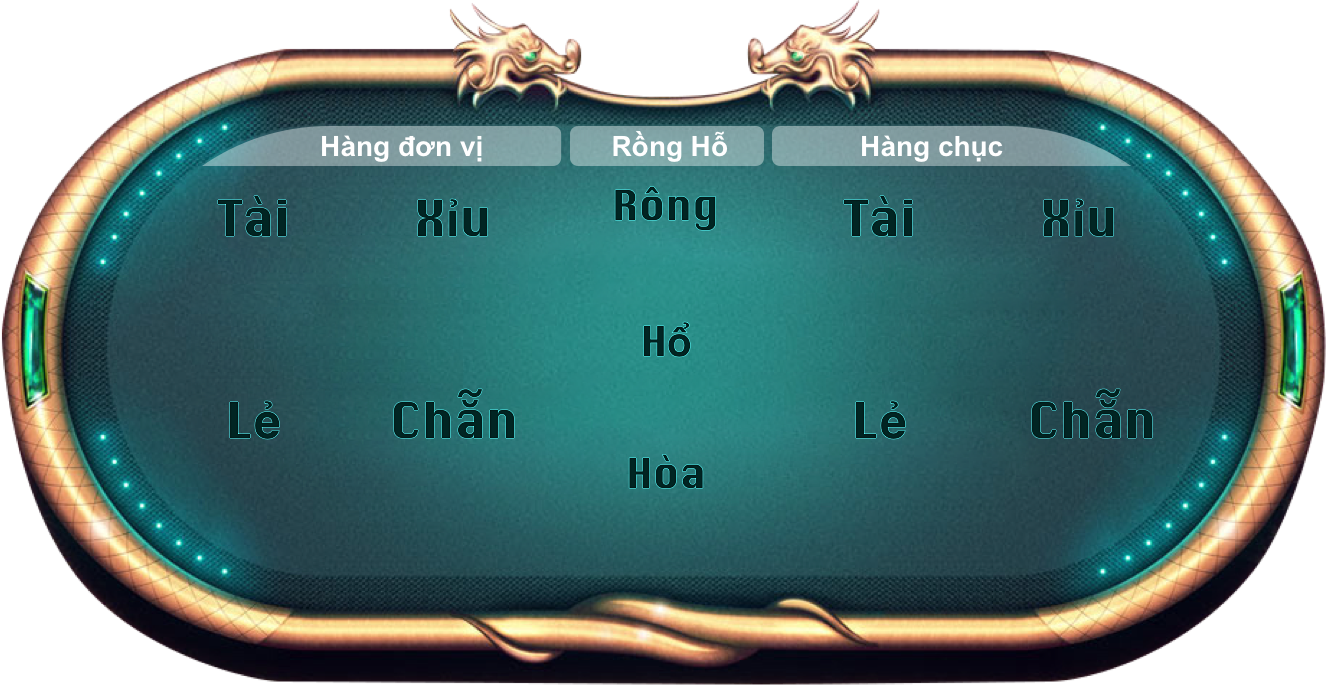 Hàng đơn vị
Rồng Hỗ
Hàng chục
Tài
Xỉu
Rông
Tài
Xỉu
Hổ
Lẻ
Chẵn
Lẻ
Chẵn
Hòa